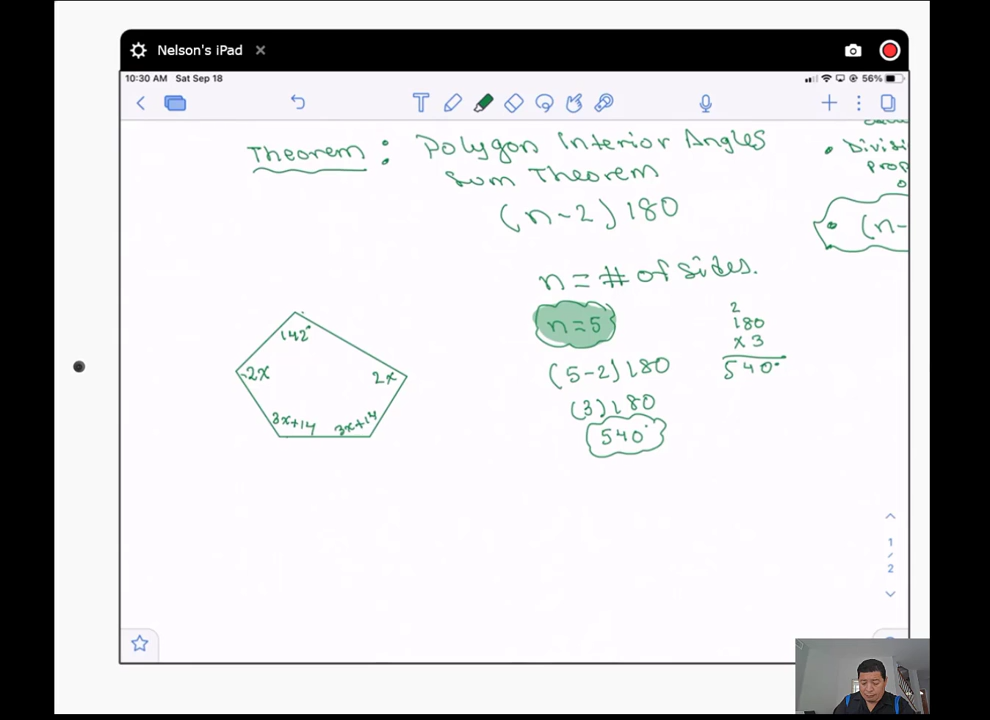 Nelson's iPad
10:30 AM Sat Sep 18
56%
Theorem : Polygon Interior Angles
Sum Theorem
(n-2)180
• Divisi
prop
o
• (n-
n = # of sides.
n=5
2
180
x 3
540°
(5-2)180
(3)180
540°
142°
2x
2x
3x+14
3x+14
1
/
2